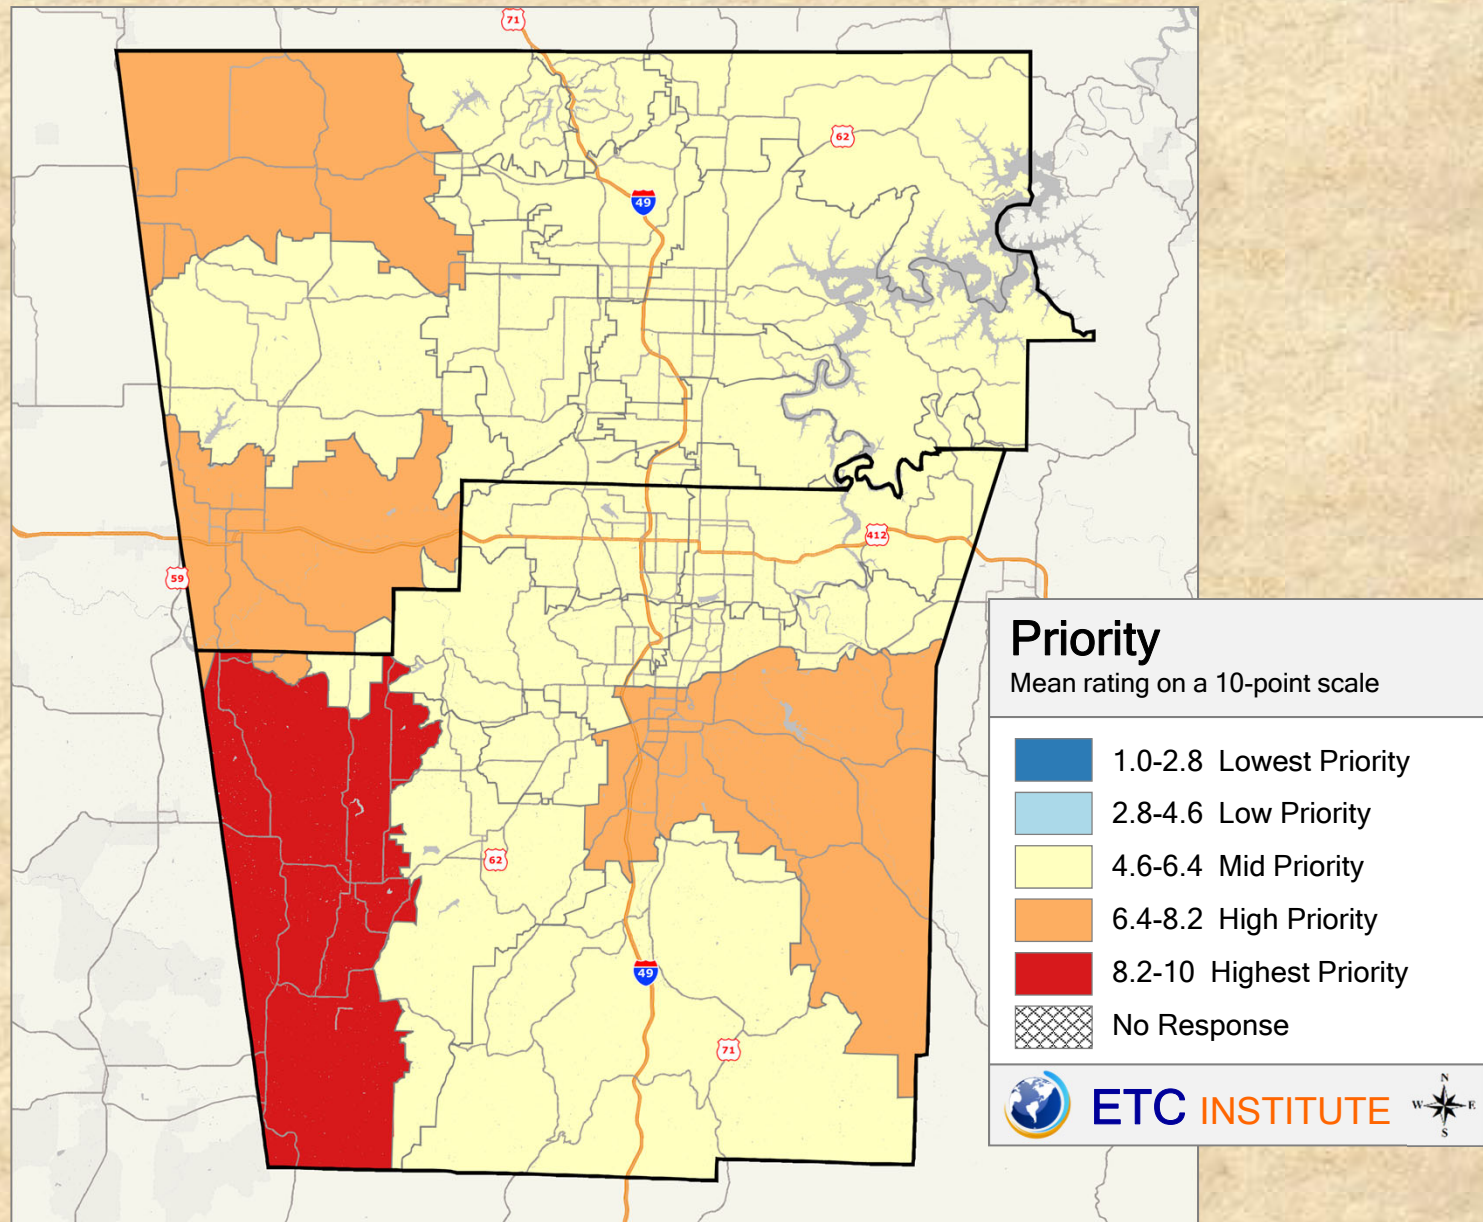 71
62
49
412
59
62
49
71
Priority
Mean rating on a 10-point scale
1.0-2.8 Lowest Priority
2.8-4.6 Low Priority
4.6-6.4 Mid Priority
6.4-8.2 High Priority
8.2-10 Highest Priority
No Response
ETC INSTITUTE
N
W E
S